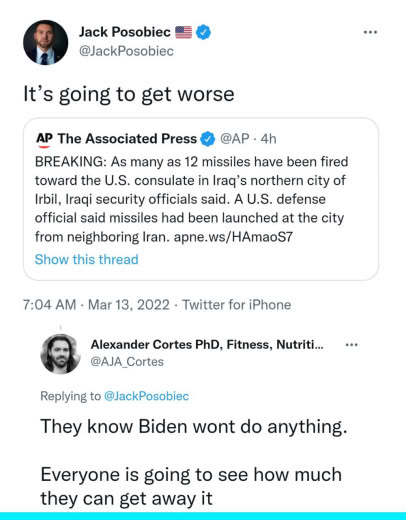 Jack Posobiec
@JackPosobiec
It's going to get worse
AP The Associated Press @AP · 4h
BREAKING: As many as 12 missiles have been fired
toward the U.S. consulate in Iraq's northern city of
Irbil, Iraqi security officials said. A U.S. defense
official said missiles had been launched at the city
from neighboring Iran. apne.ws/HAmaoS7
Show this thread
7:04 AM · Mar 13, 2022 · Twitter for iPhone
Alexander Cortes PhD, Fitness, Nutriti...
@AJA_Cortes
Replying to @JackPosobiec
They know Biden wont do anything.
Everyone is going to see how much
they can get away it